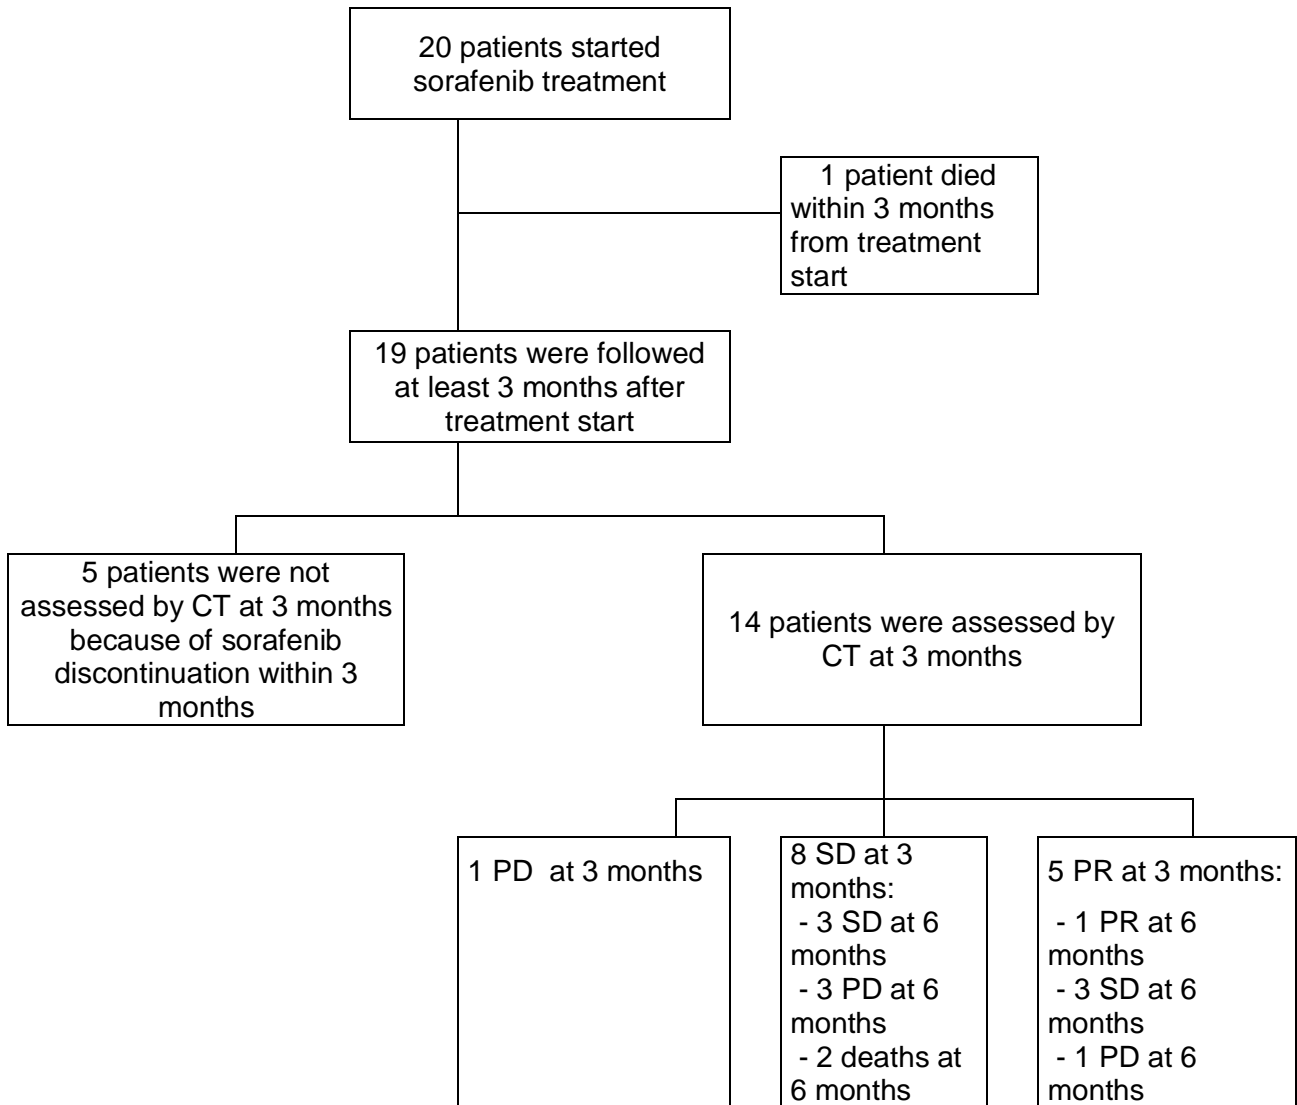 20 patients started
sorafenib treatment
1 patient died
within 3 months
from treatment
start
19 patients were followed
at least 3 months after
treatment start
5 patients were not
assessed by CT at 3 months
because of sorafenib
discontinuation within 3
months
14 patients were assessed by
CT at 3 months
1 PD  at 3 months
8 SD at 3
months:
- 3 SD at 6
months
- 3 PD at 6
months
- 2 deaths at
6 months
5 PR at 3 months:
- 1 PR at 6
months
- 3 SD at 6
months
- 1 PD at 6
months